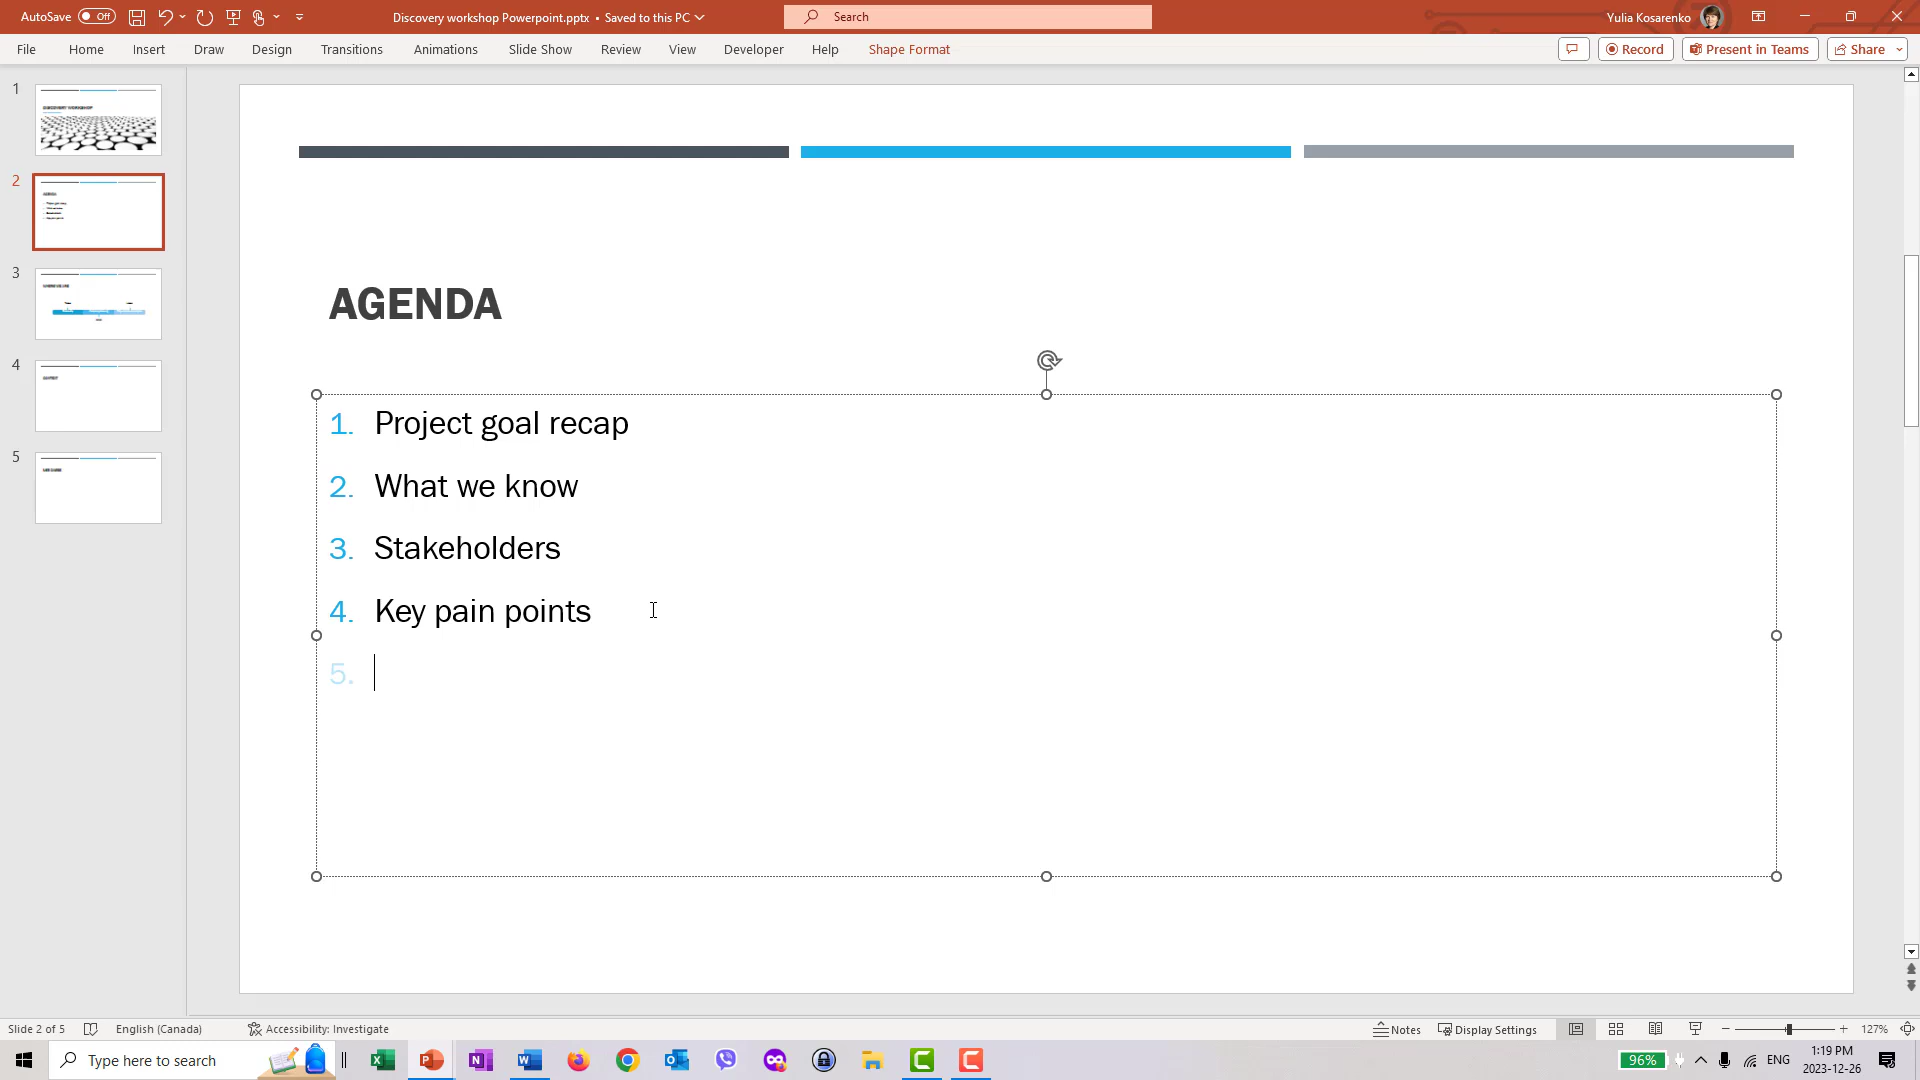 AutoSave Off
Discovery workshop Powerpoint.pptx • Saved to this PC
Search
Yulia Kosarenko
File Home Insert Draw Design Transitions Animations Slide Show Review View Developer Help Shape Format
Record Present in Teams Share
1
DISCOVERY WORKSHOP
2
AGENDA
3
4
5
AGENDA
1. Project goal recap
2. What we know
3. Stakeholders
4. Key pain points
5.
Slide 2 of 5 English (Canada) Accessibility: Investigate Notes Display Settings 127%
Type here to search
96% ENG
1:19 PM
2023-12-26